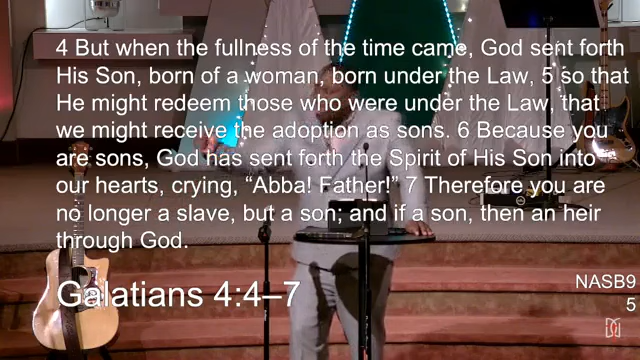 4 But when the fullness of the time came, God sent forth
His Son, born of a woman, born under the Law, 5 so that
He might redeem those who were under the Law, that
we might receive the adoption as sons. 6 Because you
are sons, God has sent forth the Spirit of His Son into
our hearts, crying, “Abba! Father!” 7 Therefore you are
no longer a slave, but a son; and if a son, then an heir
through God.
Galatians 4:4–7
NASB9
5